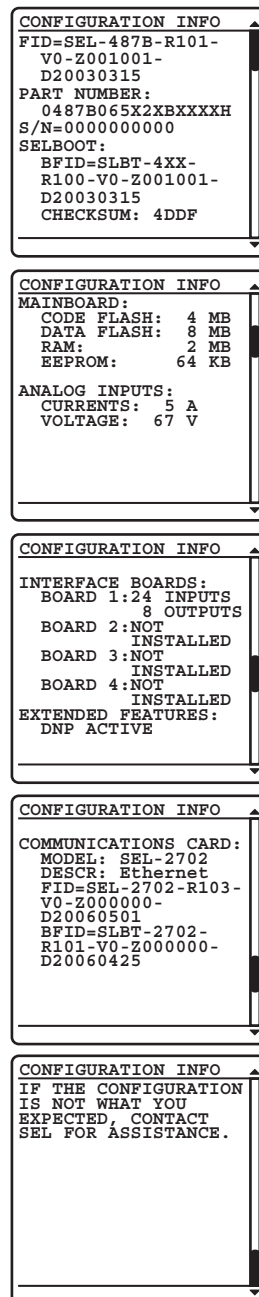 CONFIGURATION INFO
FID=SEL-487B-R101-
V0-Z001001-
D20030315
PART NUMBER:
0487B065X2XBXXXXH
S/N=0000000000
SELBOOT:
BFID=SLBT-4XX-
R100-V0-Z001001-
D20030315
CHECKSUM: 4DDF
CONFIGURATION INFO
MAINBOARD:
CODE FLASH: 4 MB
DATA FLASH: 8 MB
RAM: 2 MB
EEPROM: 64 KB
ANALOG INPUTS:
CURRENTS: 5 A
VOLTAGE: 67 V
CONFIGURATION INFO
INTERFACE BOARDS:
BOARD 1:24 INPUTS
8 OUTPUTS
BOARD 2:NOT
INSTALLED
BOARD 3:NOT
INSTALLED
BOARD 4:NOT
INSTALLED
EXTENDED FEATURES:
DNP ACTIVE
CONFIGURATION INFO
COMMUNICATIONS CARD:
MODEL: SEL-2702
DESCR: Ethernet
FID=SEL-2702-R103-
V0-Z000000-
D20060501
BFID=SLBT-2702-
R101-V0-Z000000-
D20060425
CONFIGURATION INFO
IF THE CONFIGURATION
IS NOT WHAT YOU
EXPECTED, CONTACT
SEL FOR ASSISTANCE.